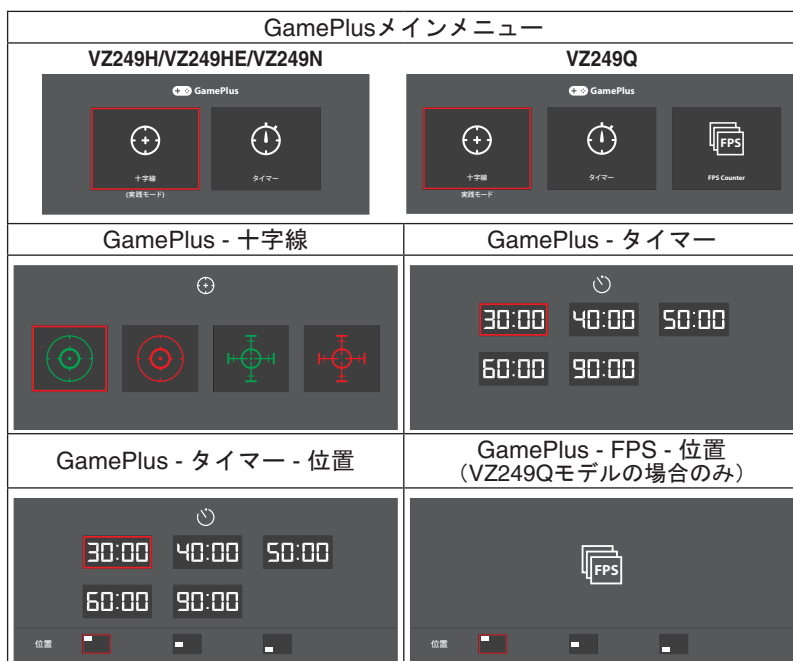 GamePlusメインメニュー
VZ249H/VZ249HE/VZ249N
VZ249Q
GamePlus
十字線
(実践モード)
タイマー
GamePlus
十字線
実践モード
タイマー
FPS
FPS Counter
GamePlus - 十字線
GamePlus - タイマー
30:00 40:00 50:00
60:00 90:00
GamePlus - タイマー - 位置
GamePlus - FPS - 位置
（VZ249Qモデルの場合のみ）
30:00 40:00 50:00
60:00 90:00
位置
FPS
位置